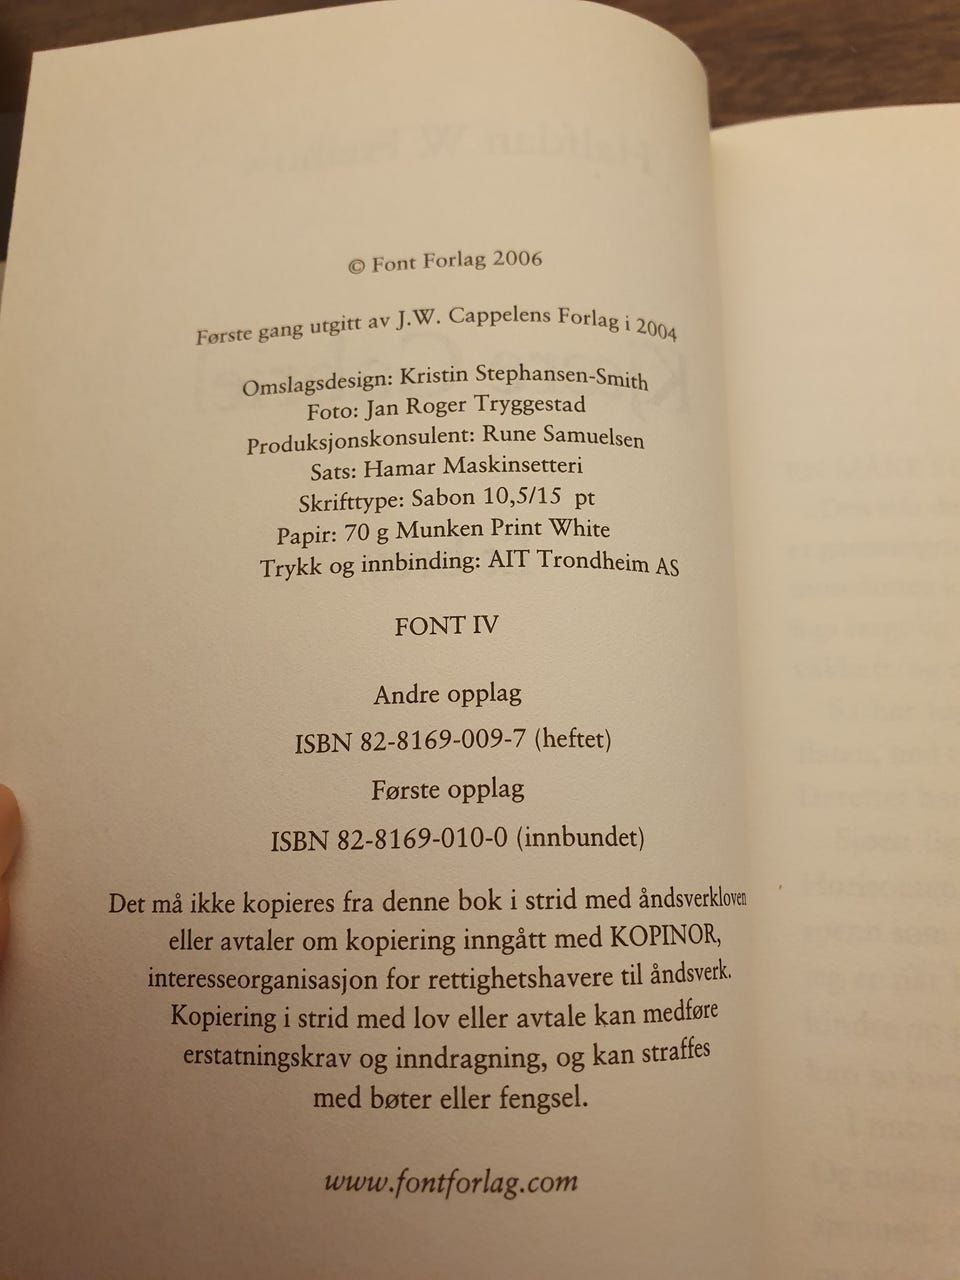 © Font Forlag 2006
Første gang utgitt av J.W. Cappelens Forlag i 2004
Omslagsdesign: Kristin Stephansen-Smith
Foto: Jan Roger Tryggestad
Produksjonskonsulent: Rune Samuelsen
Sats: Hamar Maskinsetteri
Skrifttype: Sabon 10,5/15 pt
Papir: 70 g Munken Print White
Trykk og innbinding: AIT Trondheim AS
FONT IV
Andre opplag
ISBN 82-8169-009-7 (heftet)
Første opplag
ISBN 82-8169-010-0 (innbundet)
Det må ikke kopieres fra denne bok i strid med åndsverkloven
eller avtaler om kopiering inngått med KOPINOR,
interesseorganisasjon for rettighetshavere til åndsverk.
Kopiering i strid med lov eller avtale kan medføre
erstatningskrav og inndragning, og kan straffes
med bøter eller fengsel.
www.fontforlag.com